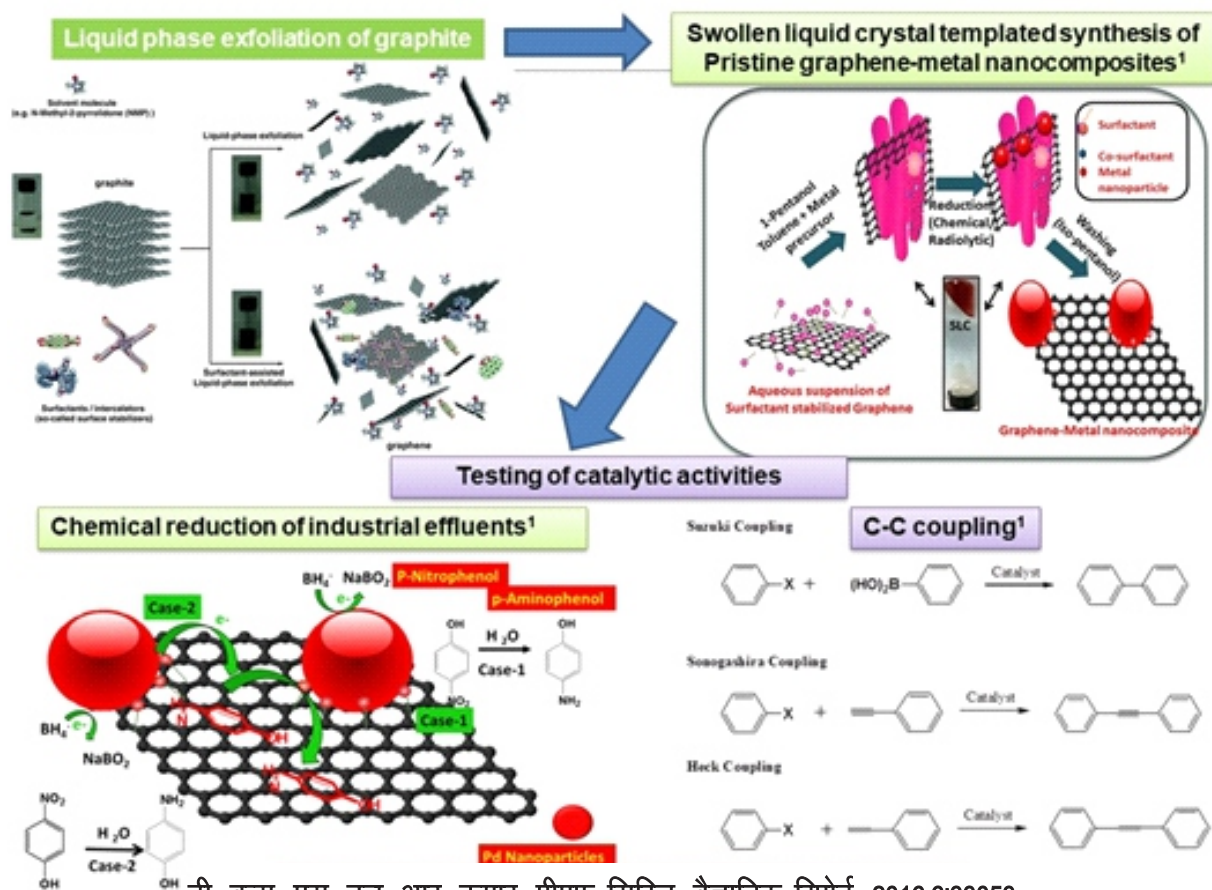 Liquid phase exfoliation of graphite
Swollen liquid crystal templated synthesis of
Pristine graphene-metal nanocomposites¹
Solvent molecule
(e.g. N-Methyl-2-pyrrolidone (NMP))
Liquid-phase exfoliation
graphite
Surfactant-assisted
Liquid-phase exfoliation
Surfactants / intercalators
(so-called surface stabilizers)
graphene
Surfactant
Co-surfactant
Metal
nanoparticle
1-Pentanol
Toluene + Metal
precursor
Reduction
(Chemical/
Radiolytic)
Washing
(Iso-pentanol)
SLC
Aqueous suspension of
Surfactant stabilized Graphene
Graphene-Metal nanocomposite
Testing of catalytic activities
Chemical reduction of industrial effluents¹
C-C coupling¹
BH₄⁻ NaBO₂
e-
P-Nitrophenol
p-Aminophenol
Case-2
e-
OH
H₂O
Case-1
OH
NO₂
NH₂
Case-1
BH₄⁻
e-
NaBO₂
H
N
OH
H
N
OH
NO₂
H₂O
Case-2
NH₂
OH
OH
Pd Nanoparticles
Suzuki Coupling
X + (HO)₂B Catalyst
Sonogashira Coupling
X + Catalyst
Heck Coupling
X + Catalyst